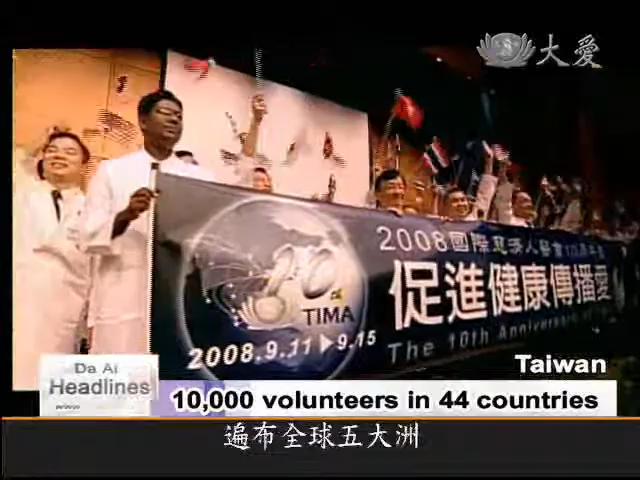 大愛
2008國際慈濟人醫會10周年慶
促進健康傳播愛
TIMA
2008.9.11▶9.15
The 10th Anniversary of
Taiwan
Da Ai
Headlines
10,000 volunteers in 44 countries
遍布全球五大洲